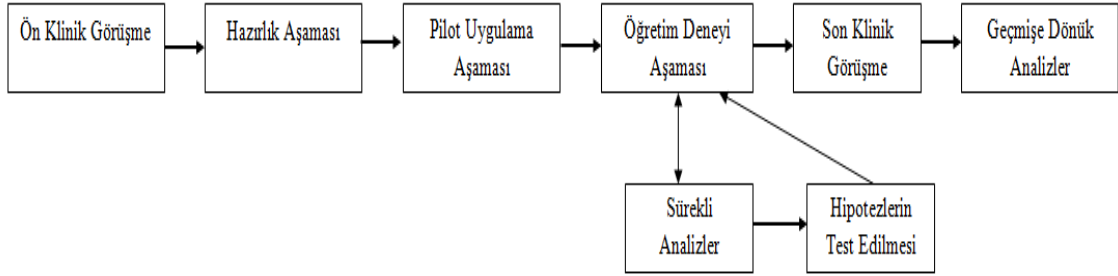 Ön Klinik Görüşme
Hazırlık Aşaması
Pilot Uygulama
Aşaması
Öğretim Deneyi
Aşaması
Son Klinik
Görüşme
Geçmişe Dönük
Analizler
Sürekli
Analizler
Hipotezlerin
Test Edilmesi